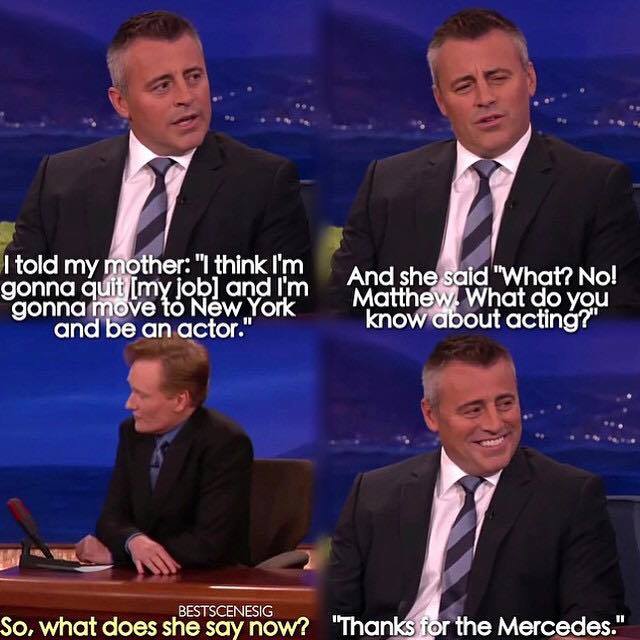 I told my mother: "I think I'm
gonna quit [my job] and I'm
gonna move to New York
and be an actor."
And she said "What? No!
Matthew. What do you
know about acting?"
BESTSCENESIG
So, what does she say now?
"Thanks for the Mercedes."